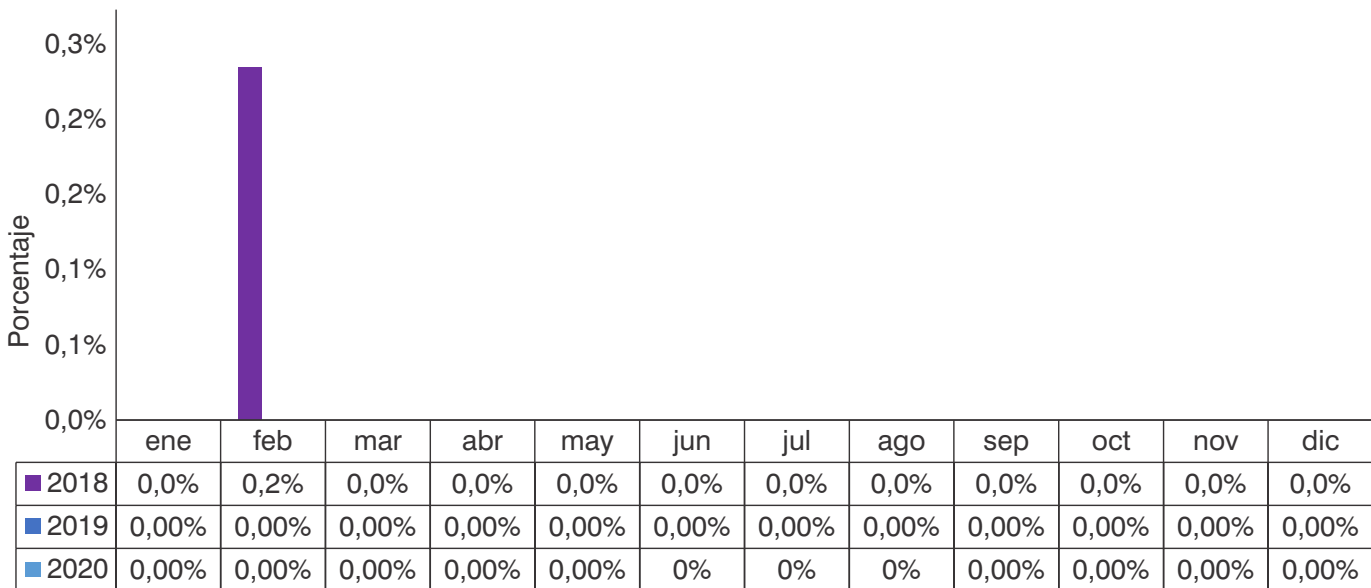 0,3%
0,2%
0,2%
0,1%
0,1%
0,0%
Porcentaje
ene feb mar abr may jun jul ago sep oct nov dic
2018 0,0% 0,2% 0,0% 0,0% 0,0% 0,0% 0,0% 0,0% 0,0% 0,0% 0,0% 0,0%
2019 0,00% 0,00% 0,00% 0,00% 0,00% 0,00% 0,00% 0,00% 0,00% 0,00% 0,00% 0,00%
2020 0,00% 0,00% 0,00% 0,00% 0,00% 0% 0% 0% 0,00% 0,00% 0,00% 0,00%